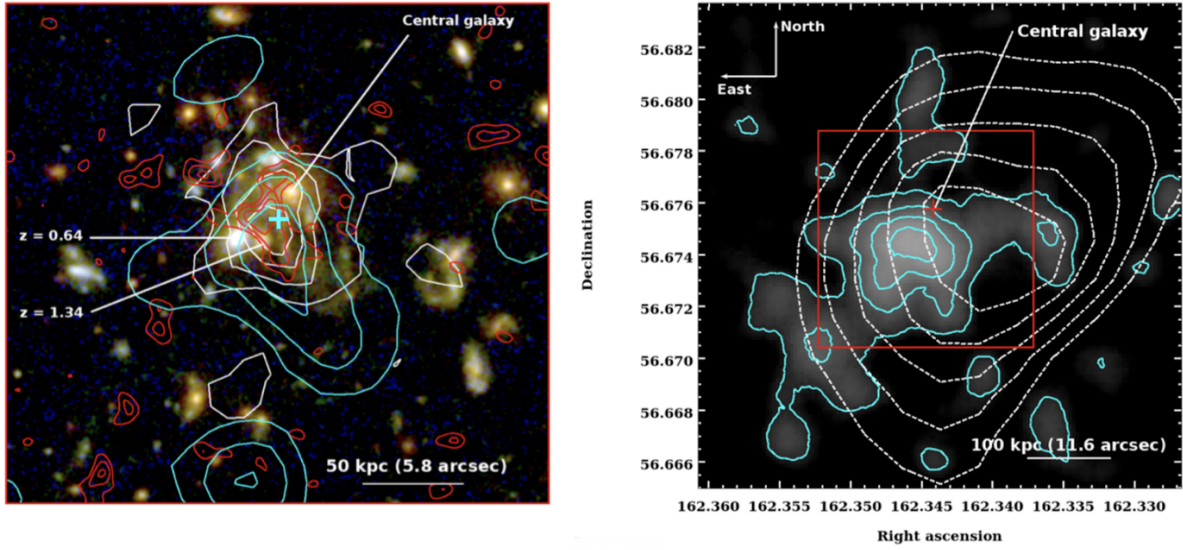 Central galaxy
z = 0.64
z = 1.34
50 kpc (5.8 arcsec)
North
East
Central galaxy
56.682
56.680
56.678
56.676
56.674
56.672
56.670
56.668
56.666
Declination
100 kpc (11.6 arcsec)
162.360 162.355 162.350 162.345 162.340 162.335 162.330
Right ascension